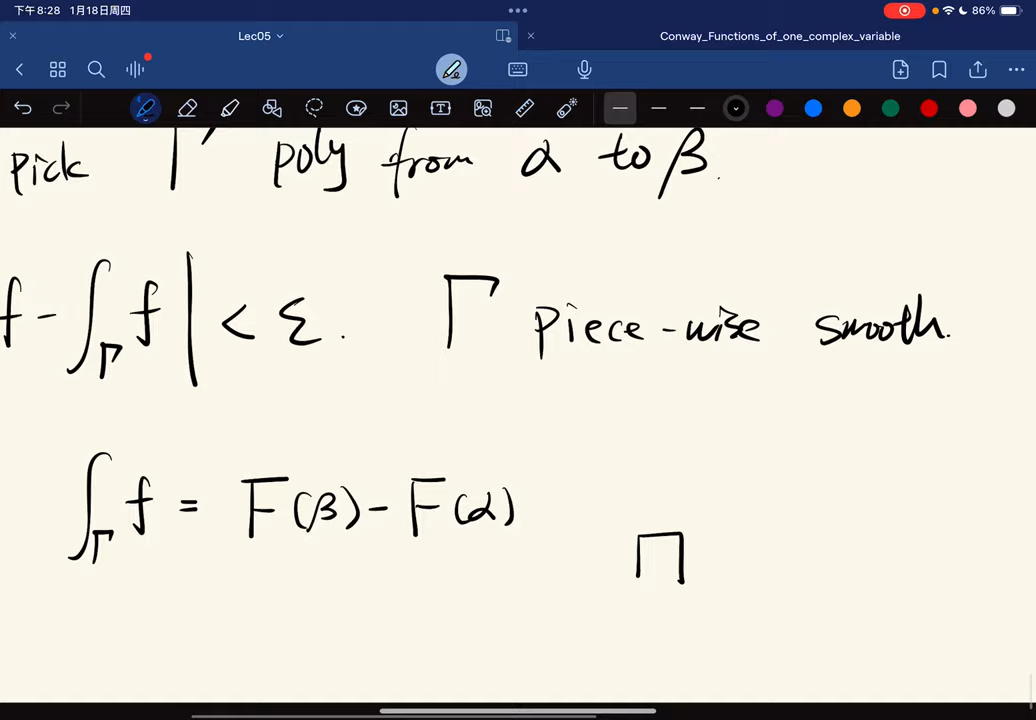 下午8:28 1月18日周四
86%
Lec05
Conway_Functions_of_one_complex_variable
pick Γ poly from α to β.
f - ∫_Γ f | < ε. Γ piece-wise smooth.
∫_Γ f = F(β) - F(α)